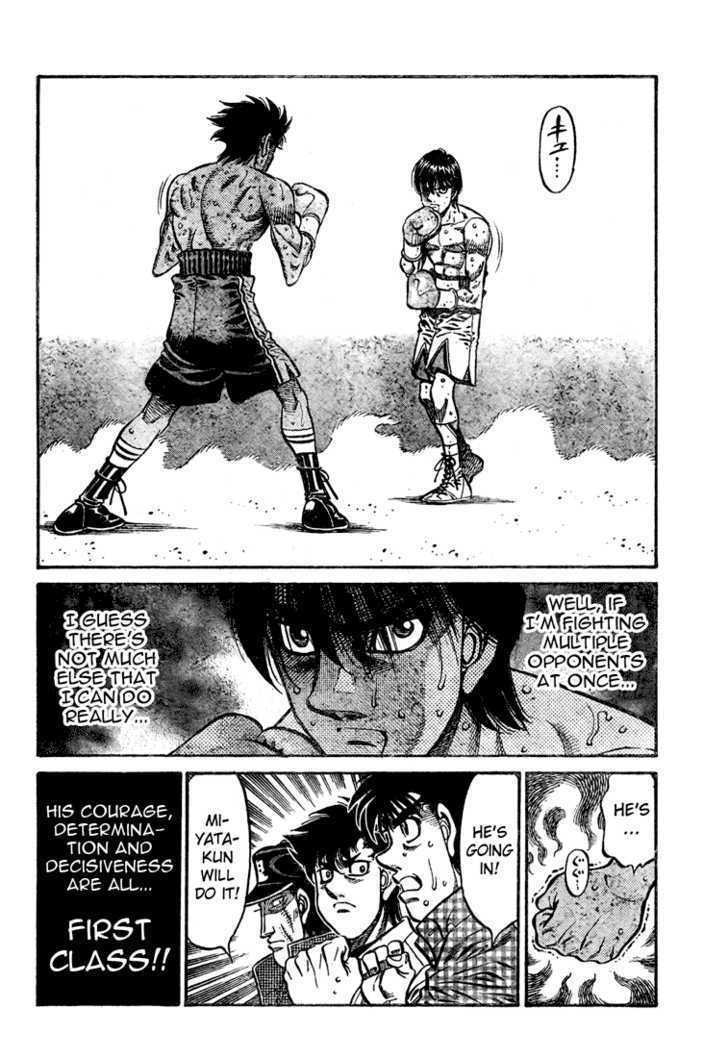 キュ…
WELL, IF
I'M FIGHTING
MULTIPLE
OPPONENTS
AT ONCE...
I GUESS
THERE'S
NOT MUCH
ELSE THAT
I CAN DO
REALLY...
HE'S
...
ググ…
HE'S
GOING
IN!
MI-
YATA-
KUN WILL
DO IT!
HIS COURAGE,
DETERMINA-
TION AND
DECISIVENESS
ARE ALL...
FIRST
CLASS!!